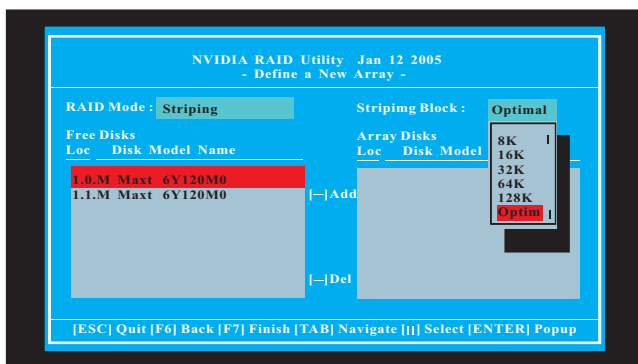 NVIDIA RAID Utility Jan 12 2005
- Define a New Array -
RAID Mode : Striping
Stripimg Block : Optimal
Free Disks
Loc Disk Model Name
Array Disks
Loc Disk Model
8K
16K
32K
64K
128K
Optim
1.0.M Maxt 6Y120M0
1.1.M Maxt 6Y120M0
[–]Add
[–]Del
[ESC] Quit [F6] Back [F7] Finish [TAB] Navigate [||] Select [ENTER] Popup